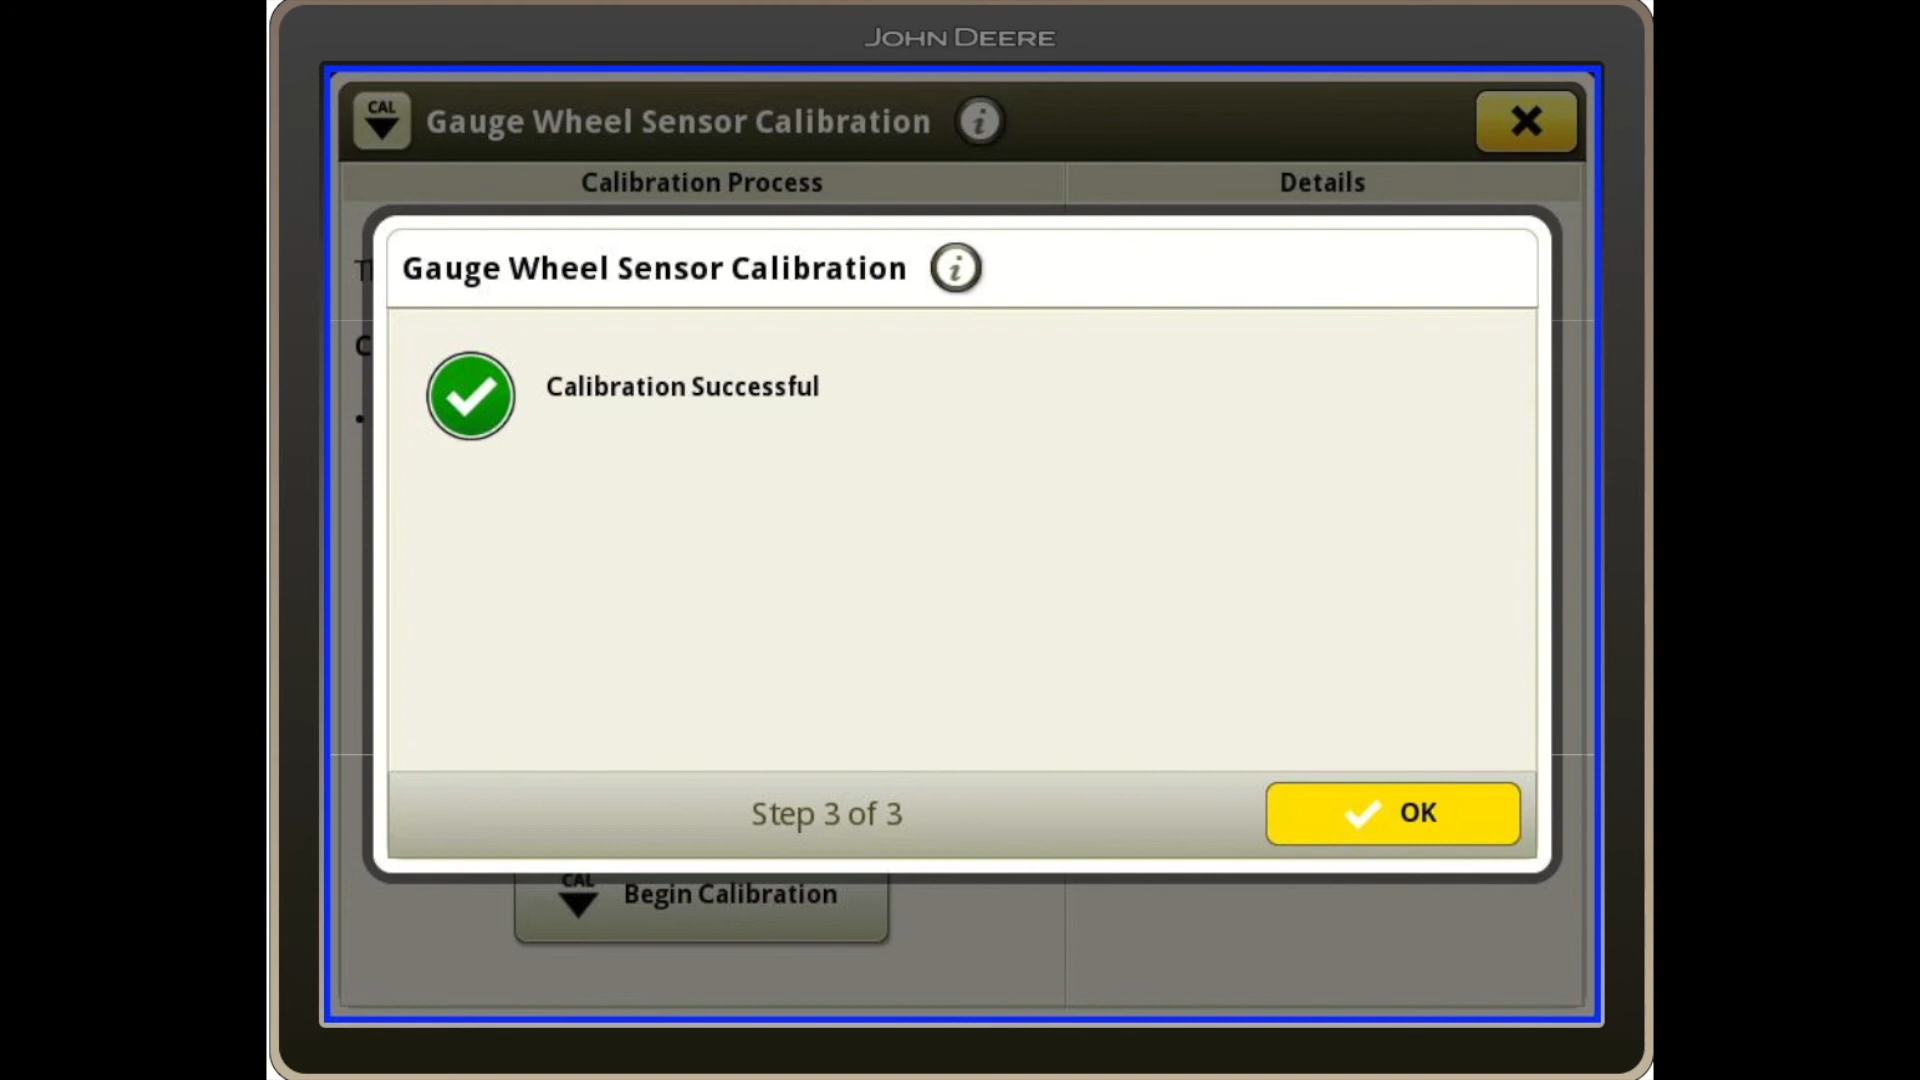 JOHN DEERE
CAL
Gauge Wheel Sensor Calibration i
Calibration Process
Details
Gauge Wheel Sensor Calibration i
Calibration Successful
Step 3 of 3
OK
CAL
Begin Calibration